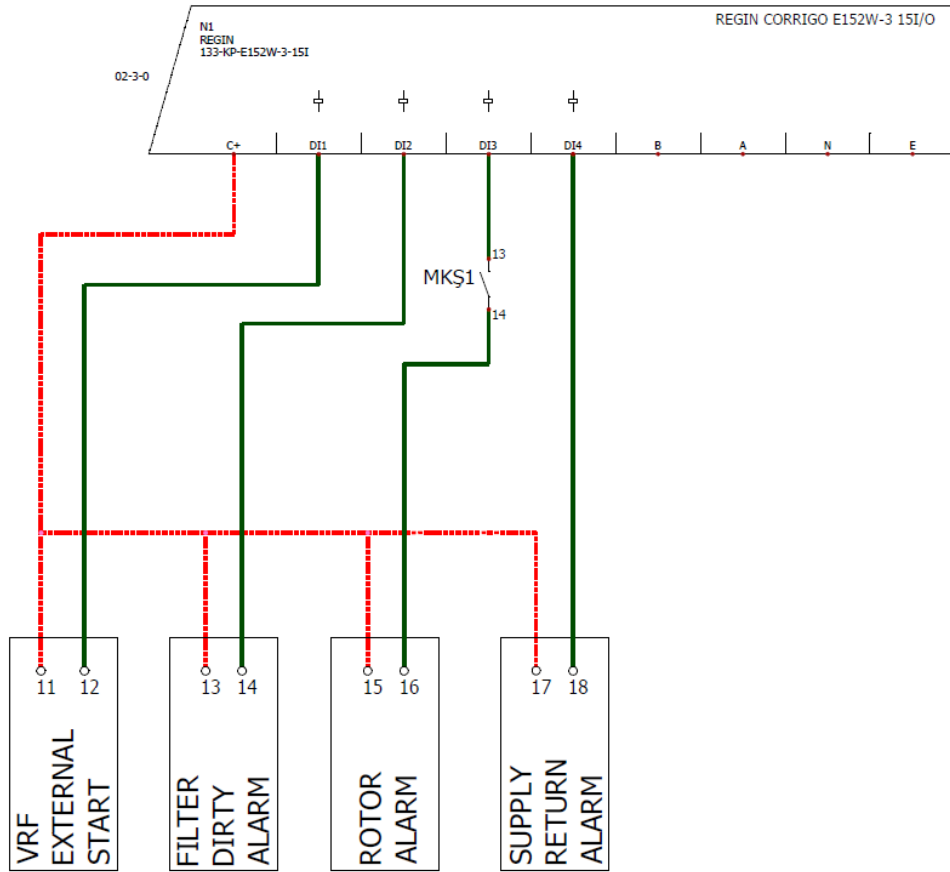 REGIN CORRIGO E152W-3 15I/O
N1
REGIN
133-KP-E152W-3-15I
02-3-0
C+ DI1 DI2 DI3 DI4 B A N E
13
MKŞ1
14
11 12 13 14 15 16 17 18
VRF
EXTERNAL
START
FILTER
DIRTY
ALARM
ROTOR
ALARM
SUPPLY
RETURN
ALARM